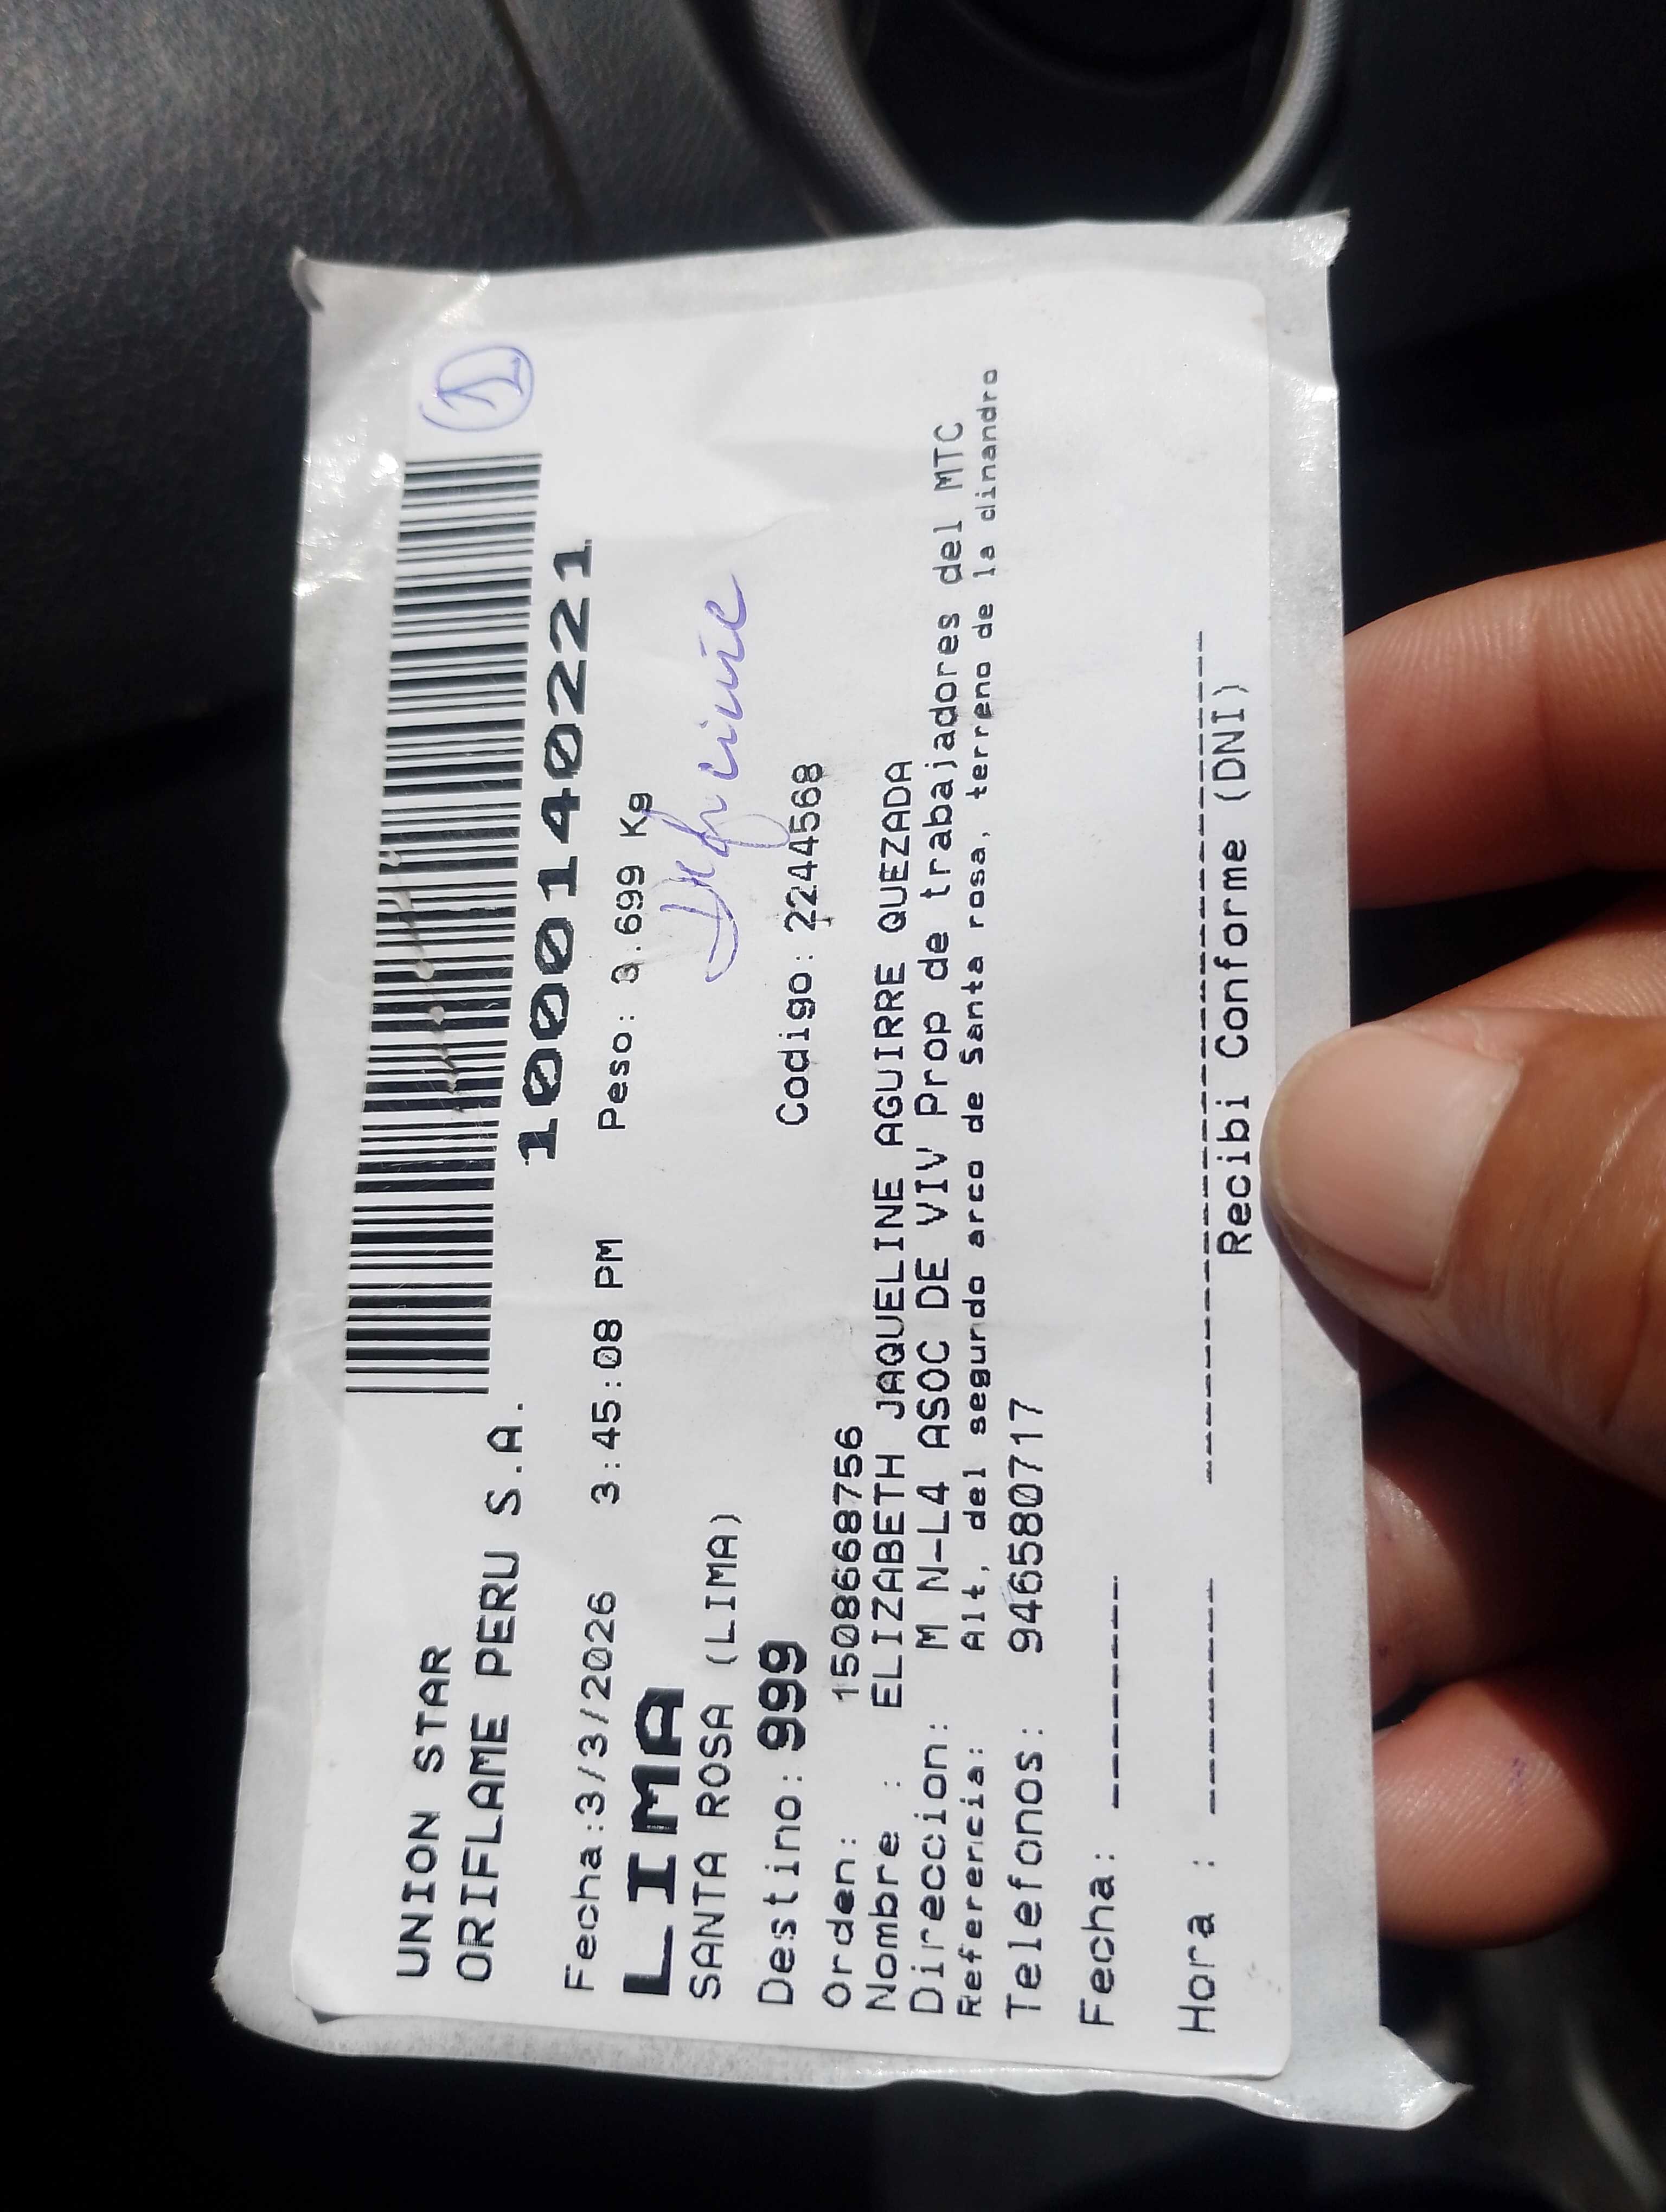 1
UNION STAR
ORIFLAME PERU S.A.
10001140221
Fecha:3/3/2026 3:45:08 PM Peso: 3.699 Kg
LIMA
SANTA ROSA (LIMA)
Destino: 999 Codigo: 2244568
Orden: 1508668756
Nombre : ELIZABETH JAQUELINE AGUIRRE QUEZADA
Direccion: M N-L4 ASOC DE VIV Prop de trabajadores del MTC
Referencia: Alt, del segundo arco de Santa rosa, terreno de la dinandro
Telefonos: 946580717
Fecha: --------
Hora : --------
Recibi Conforme (DNI)